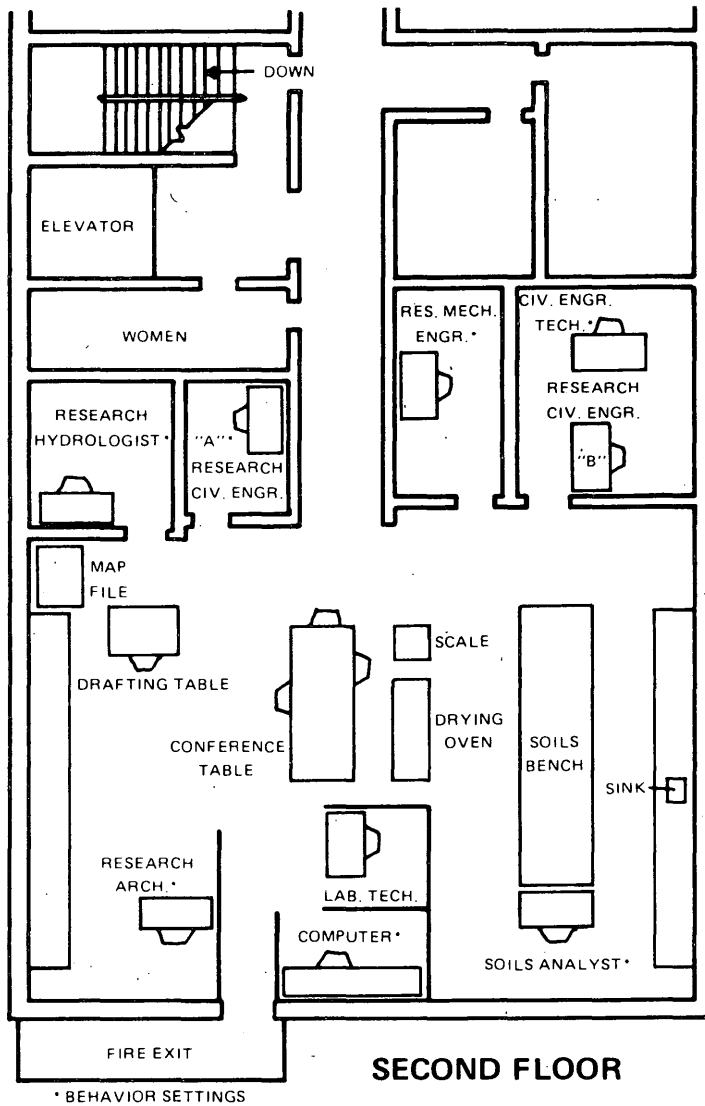 DOWN
ELEVATOR
WOMEN
RES. MECH.
ENGR.*
CIV. ENGR.
TECH.*
RESEARCH
CIV. ENGR.
"B"
RESEARCH
HYDROLOGIST*
"A"*
RESEARCH
CIV. ENGR.
MAP
FILE
DRAFTING TABLE
SCALE
CONFERENCE
TABLE
DRYING
OVEN
SOILS
BENCH
SINK
RESEARCH
ARCH.*
LAB. TECH.
COMPUTER*
SOILS ANALYST*
FIRE EXIT
SECOND FLOOR
* BEHAVIOR SETTINGS